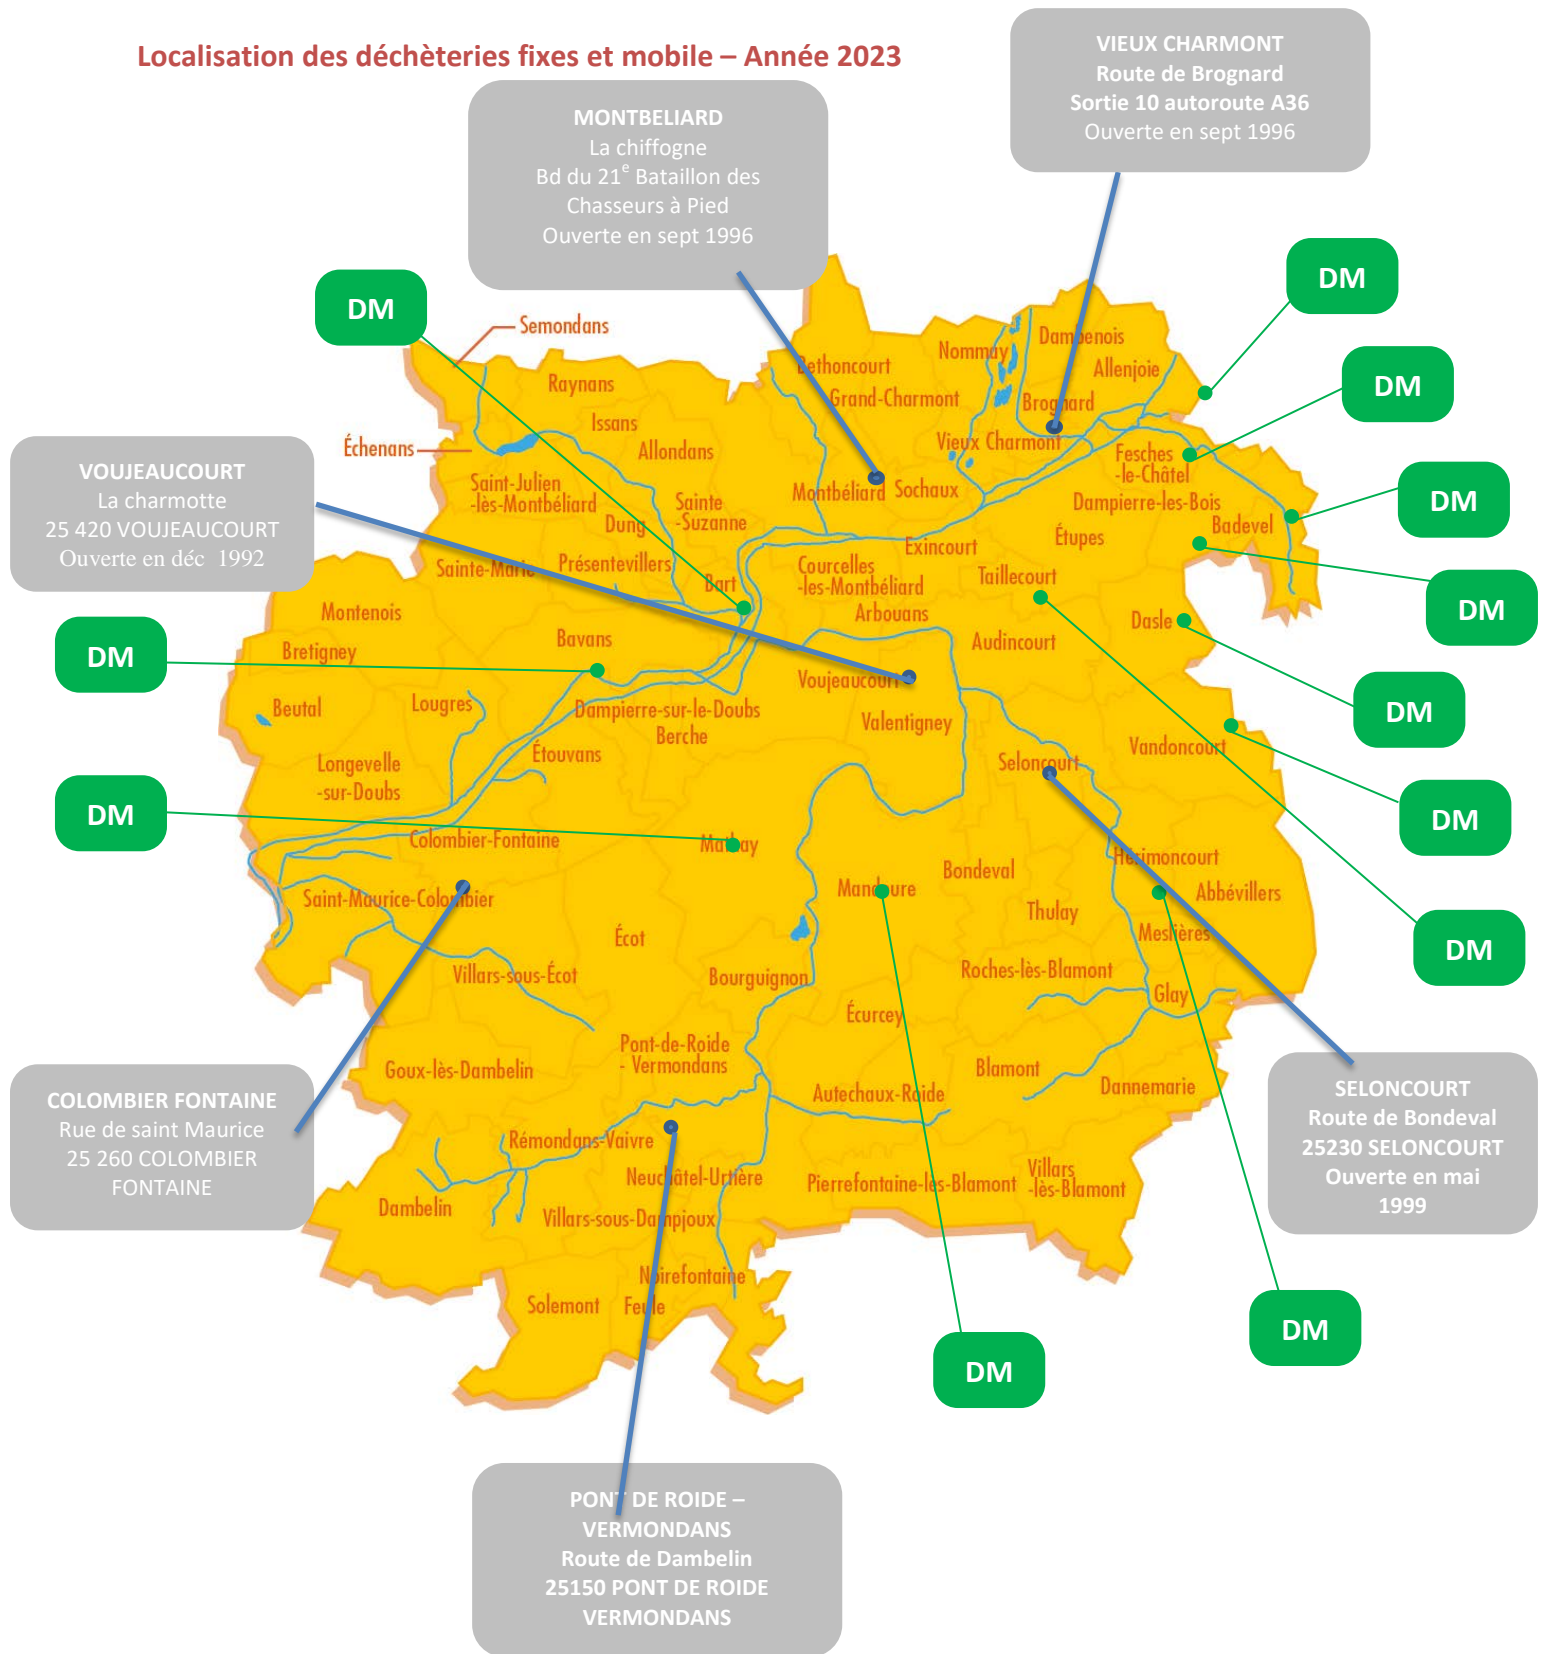 Localisation des déchèteries fixes et mobile – Année 2023
VIEUX CHARMONT
Route de Brognard
Sortie 10 autoroute A36
Ouverte en sept 1996
MONTBELIARD
La chiffogne
Bd du 21e Bataillon des
Chasseurs à Pied
Ouverte en sept 1996
DM
DM
DM
Semondans
Dambenois
Nommay
Bethoncourt
Allenjoie
Raynans
Grand-Charmont
Brognard
Issans
Échenans
Allondans
Vieux Charmont
Fesches
-le-Châtel
VOUJEAUCOURT
La charmotte
25 420 VOUJEAUCOURT
Ouverte en déc 1992
Saint-Julien
-lès-Montbéliard
Sainte
-Suzanne
Montbéliard
Sochaux
Dampierre-les-Bois
DM
Dung
Badevel
Étupes
Exincourt
Sainte-Marie
Présentevillers
Bart
Courcelles
-les-Montbéliard
Taillecourt
DM
Montenois
Arbouans
Dasle
Bavans
Audincourt
Bretigney
DM
Voujeaucourt
Beutal
Lougres
Dampierre-sur-le-Doubs
Berche
Valentigney
DM
Étouvans
Vandoncourt
Longevelle
-sur-Doubs
Seloncourt
DM
DM
Colombier-Fontaine
Mathay
Hérimoncourt
Bondeval
Mandeure
Abbévillers
Saint-Maurice-Colombier
Thulay
Écot
Meslières
DM
Villars-sous-Écot
Bourguignon
Roches-lès-Blamont
Glay
Écurcey
Pont-de-Roide
- Vermondans
Goux-lès-Dambelin
Blamont
Dannemarie
Autechaux-Roide
COLOMBIER FONTAINE
Rue de saint Maurice
25 260 COLOMBIER
FONTAINE
SELONCOURT
Route de Bondeval
25230 SELONCOURT
Ouverte en mai
1999
Rémondans-Vaivre
Neuchâtel-Urtière
Pierrefontaine-lès-Blamont
Villars
-lès-Blamont
Dambelin
Villars-sous-Dampjoux
Noirefontaine
Solemont
Feule
DM
DM
PONT DE ROIDE –
VERMONDANS
Route de Dambelin
25150 PONT DE ROIDE
VERMONDANS